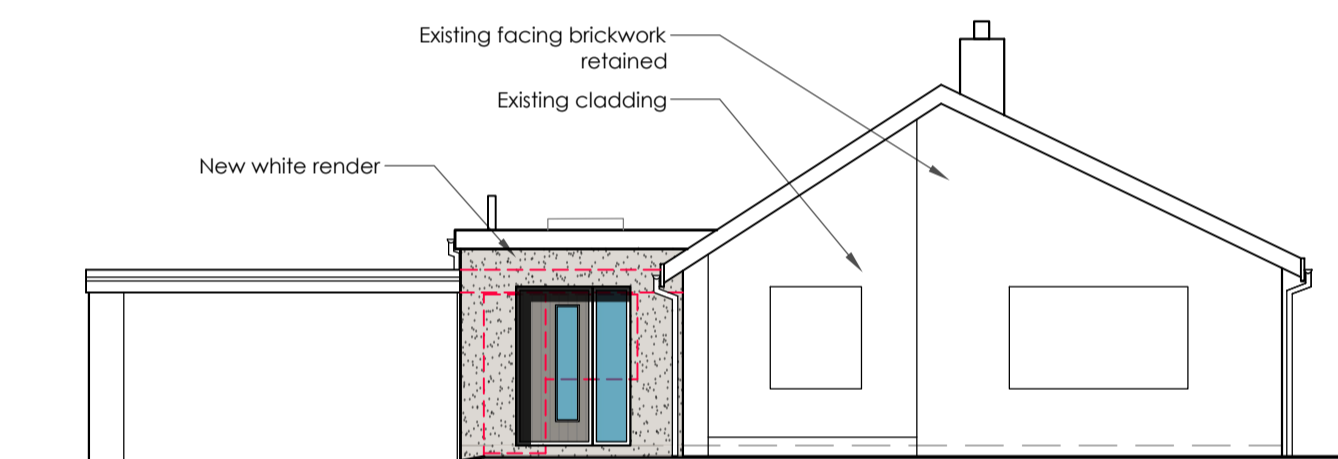 Existing facing brickwork
retained
Existing cladding
New white render